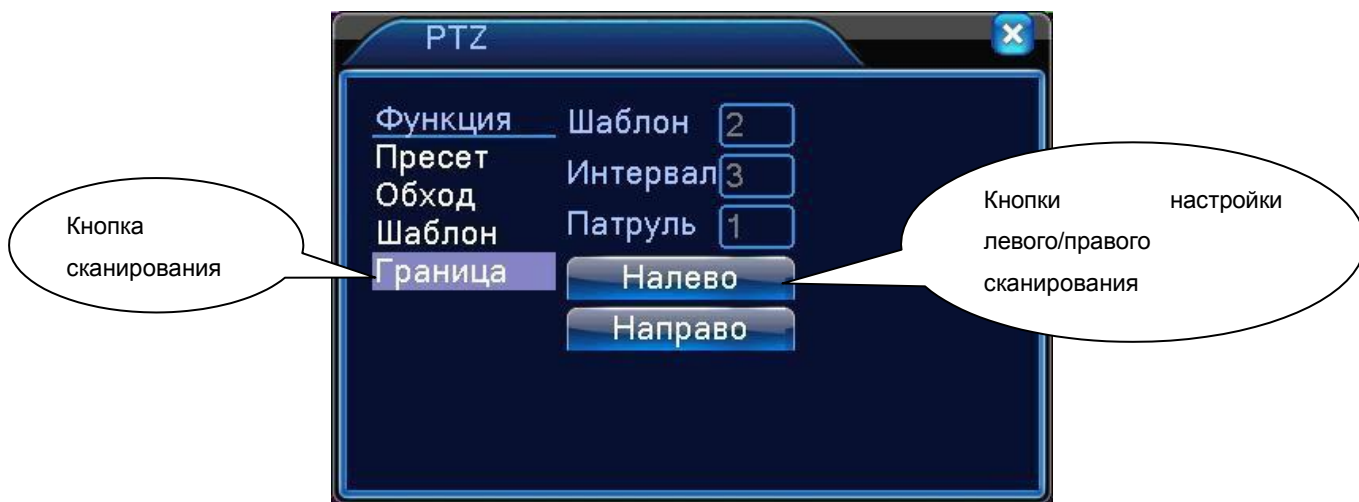 PTZ
Функция
Пресет
Обход
Шаблон
Граница
Шаблон 2
Интервал 3
Патруль 1
Налево
Направо
Кнопка
сканирования
Кнопки настройки
левого/правого
сканирования